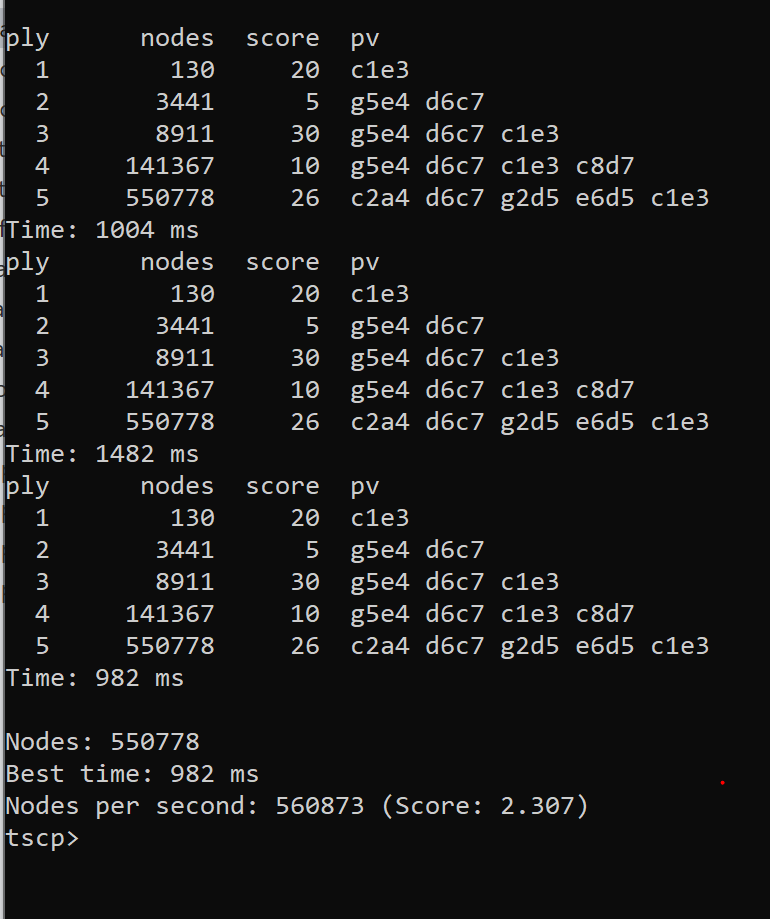 ply      nodes  score  pv
  1        130     20  c1e3
  2       3441      5  g5e4 d6c7
  3       8911     30  g5e4 d6c7 c1e3
  4     141367     10  g5e4 d6c7 c1e3 c8d7
  5     550778     26  c2a4 d6c7 g2d5 e6d5 c1e3
Time: 1004 ms
ply      nodes  score  pv
  1        130     20  c1e3
  2       3441      5  g5e4 d6c7
  3       8911     30  g5e4 d6c7 c1e3
  4     141367     10  g5e4 d6c7 c1e3 c8d7
  5     550778     26  c2a4 d6c7 g2d5 e6d5 c1e3
Time: 1482 ms
ply      nodes  score  pv
  1        130     20  c1e3
  2       3441      5  g5e4 d6c7
  3       8911     30  g5e4 d6c7 c1e3
  4     141367     10  g5e4 d6c7 c1e3 c8d7
  5     550778     26  c2a4 d6c7 g2d5 e6d5 c1e3
Time: 982 ms

Nodes: 550778
Best time: 982 ms
Nodes per second: 560873 (Score: 2.307)
tscp>